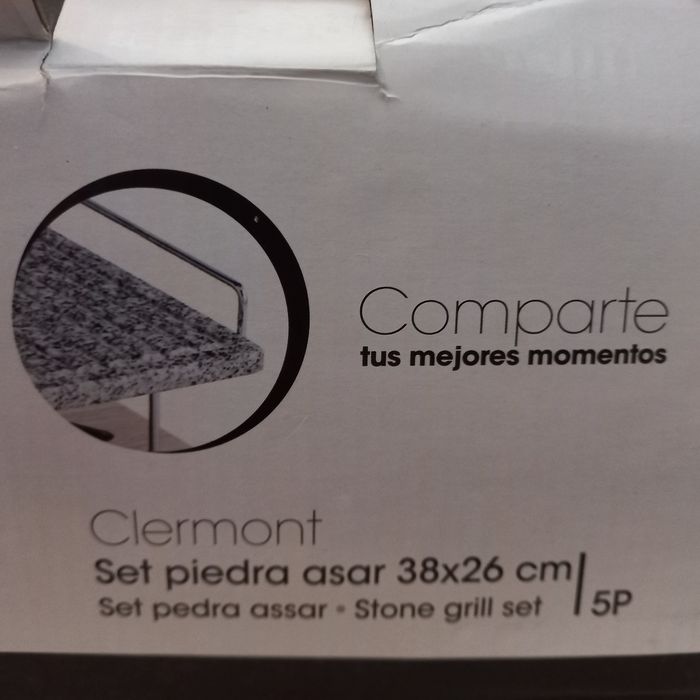 Comparte
tus mejores momentos
Clermont
Set piedra asar 38x26 cm
Set pedra assar • Stone grill set
5P